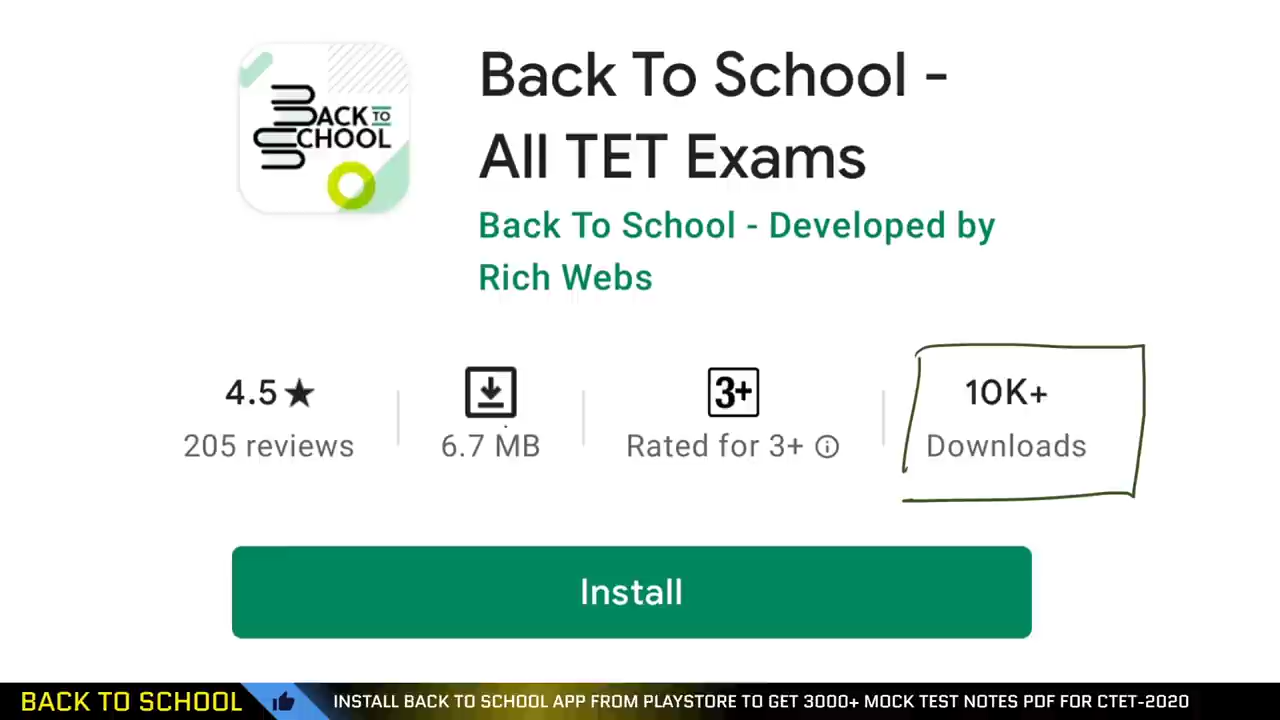 BACK TO
SCHOOL
Back To School -
All TET Exams
Back To School - Developed by
Rich Webs
4.5★
205 reviews
6.7 MB
3+
Rated for 3+
10K+
Downloads
Install
BACK TO SCHOOL
INSTALL BACK TO SCHOOL APP FROM PLAYSTORE TO GET 3000+ MOCK TEST NOTES PDF FOR CTET-2020